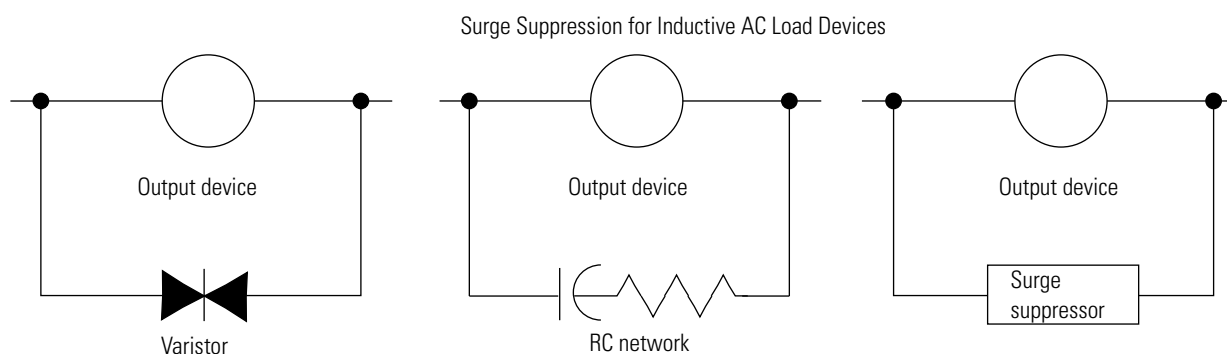 Surge Suppression for Inductive AC Load Devices
Output device
Output device
Output device
Varistor
RC network
Surge
suppressor